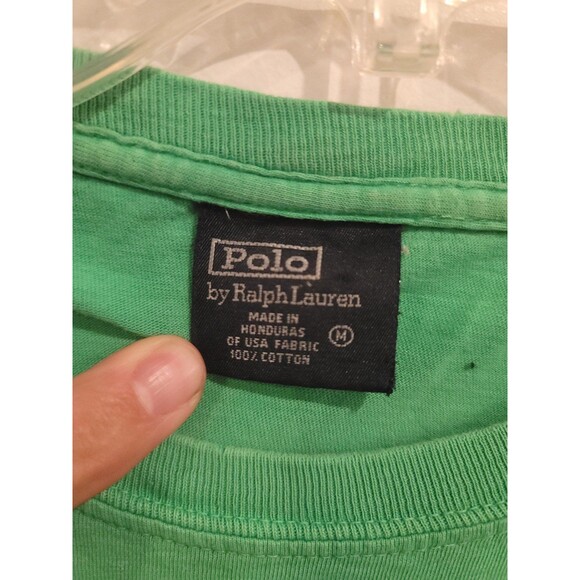 Polo
by Ralph Lauren
MADE IN
HONDURAS
OF USA FABRIC
100% COTTON
M